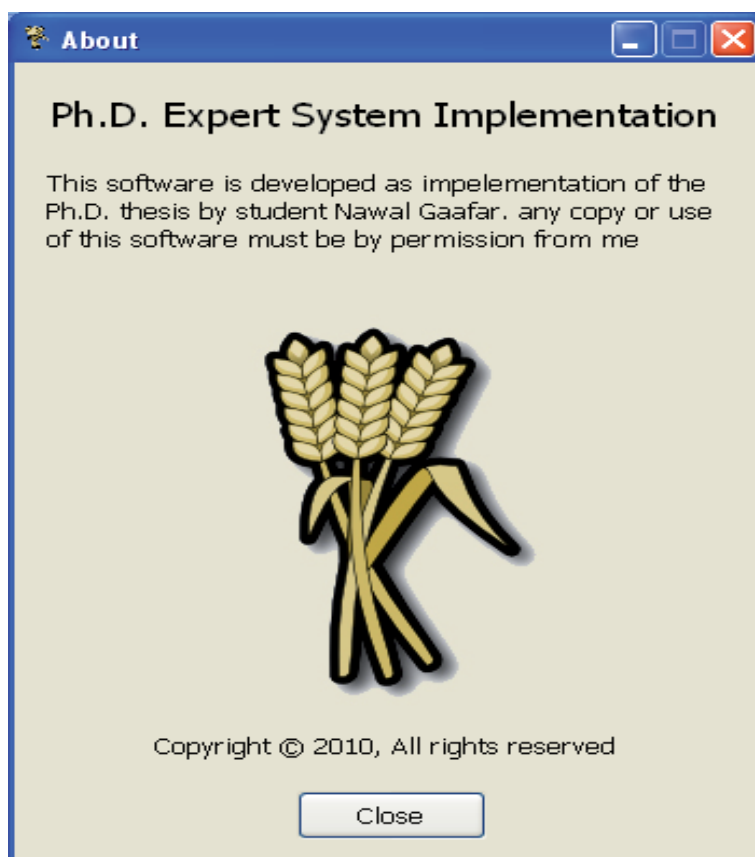 About
Ph.D. Expert System Implementation
This software is developed as impelementation of the
Ph.D. thesis by student Nawal Gaafar. any copy or use
of this software must be by permission from me
Copyright © 2010, All rights reserved
Close